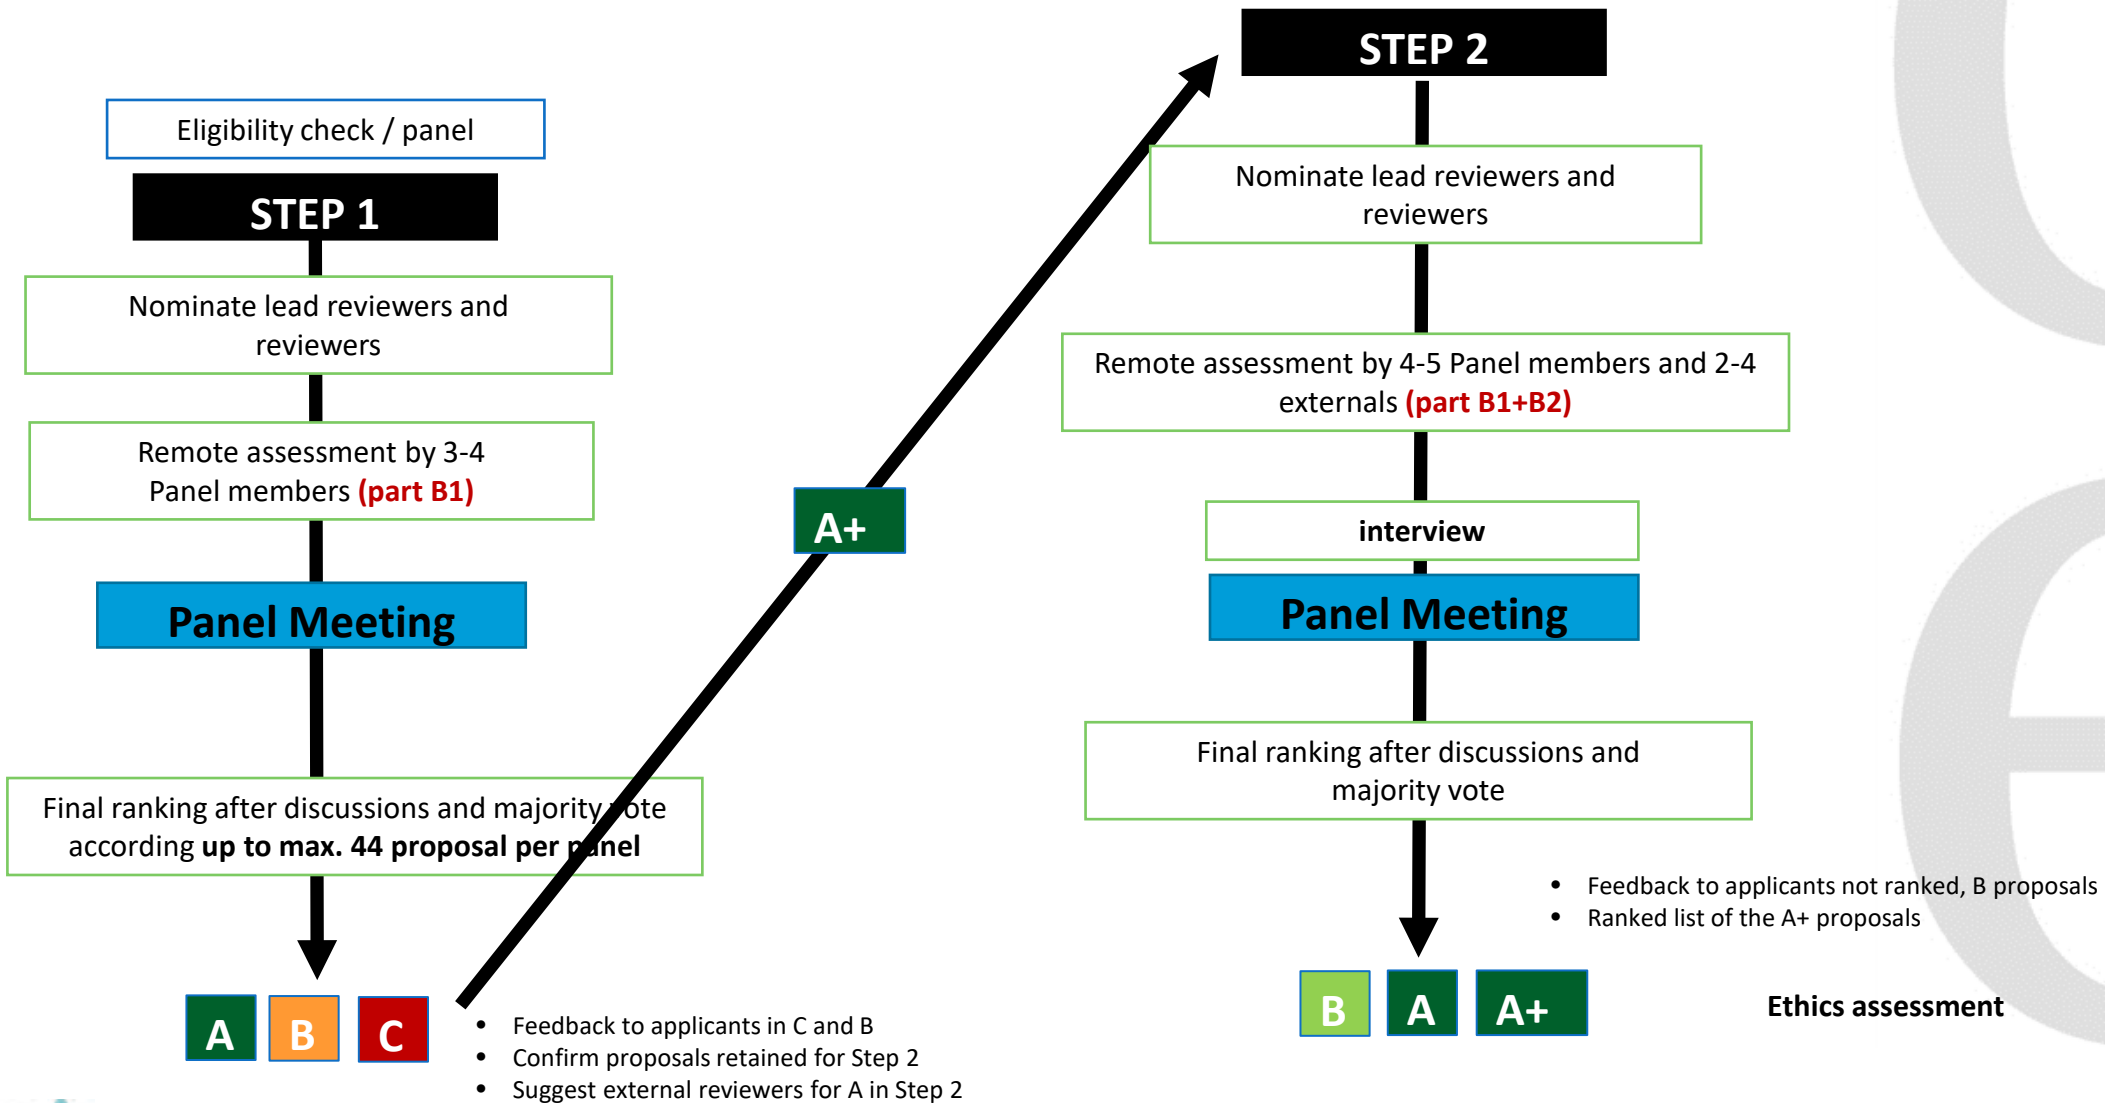 Eligibility check / panel
STEP 1
Nominate lead reviewers and
reviewers
Remote assessment by 3-4
Panel members (part B1)
Panel Meeting
Final ranking after discussions and majority vote
according up to max. 44 proposal per panel
A
B
C
• Feedback to applicants in C and B
• Confirm proposals retained for Step 2
• Suggest external reviewers for A in Step 2
A+
STEP 2
Nominate lead reviewers and
reviewers
Remote assessment by 4-5 Panel members and 2-4
externals (part B1+B2)
interview
Panel Meeting
Final ranking after discussions and
majority vote
• Feedback to applicants not ranked, B proposals
• Ranked list of the A+ proposals
B
A
A+
Ethics assessment